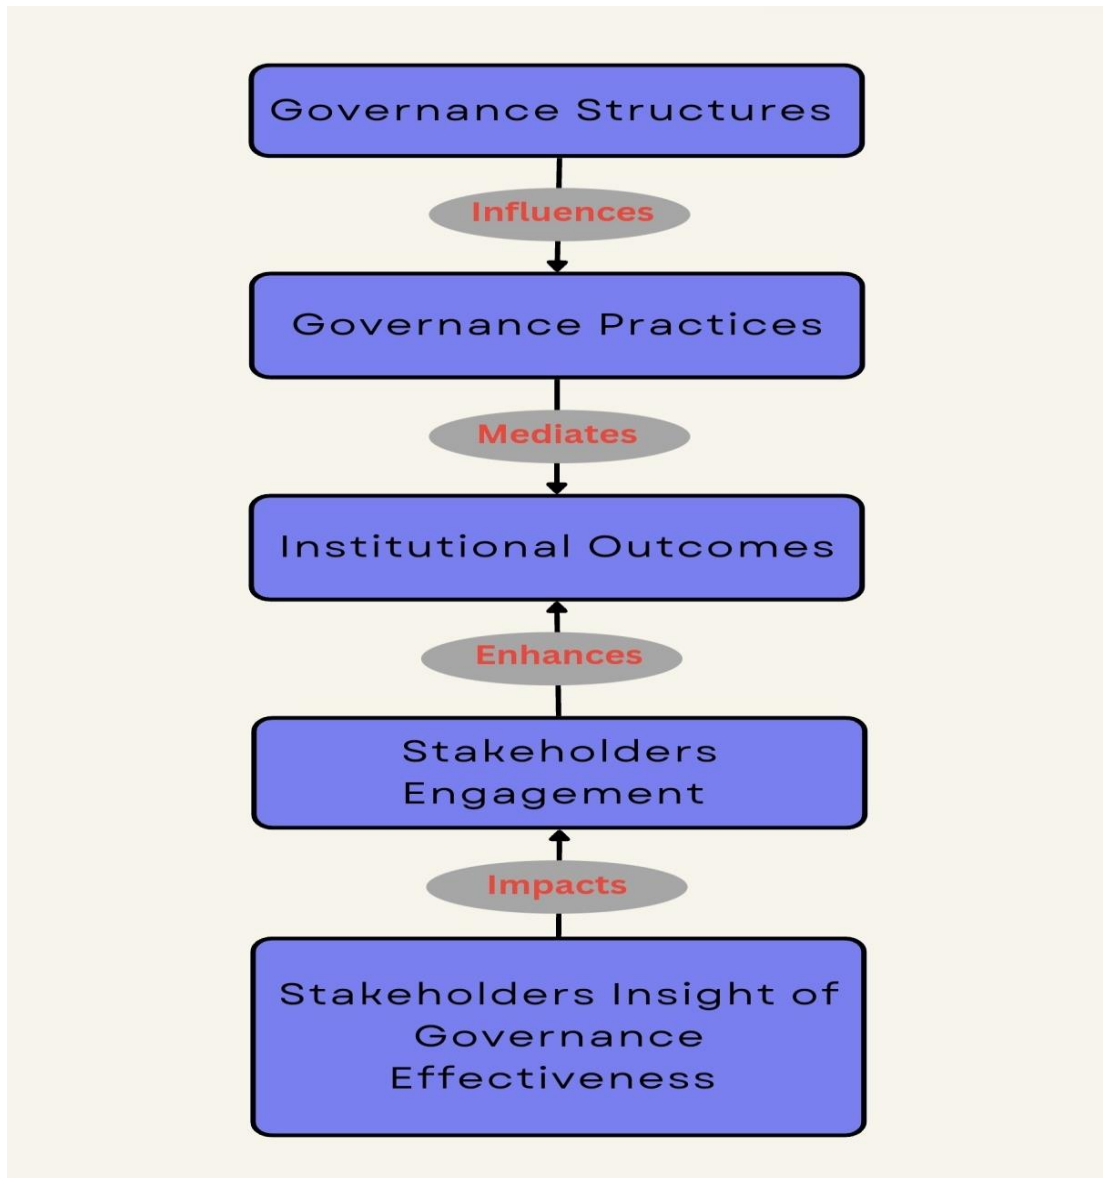 Governance Structures
Influences
Governance Practices
Mediates
Institutional Outcomes
Enhances
Stakeholders
Engagement
Impacts
Stakeholders Insight of
Governance
Effectiveness